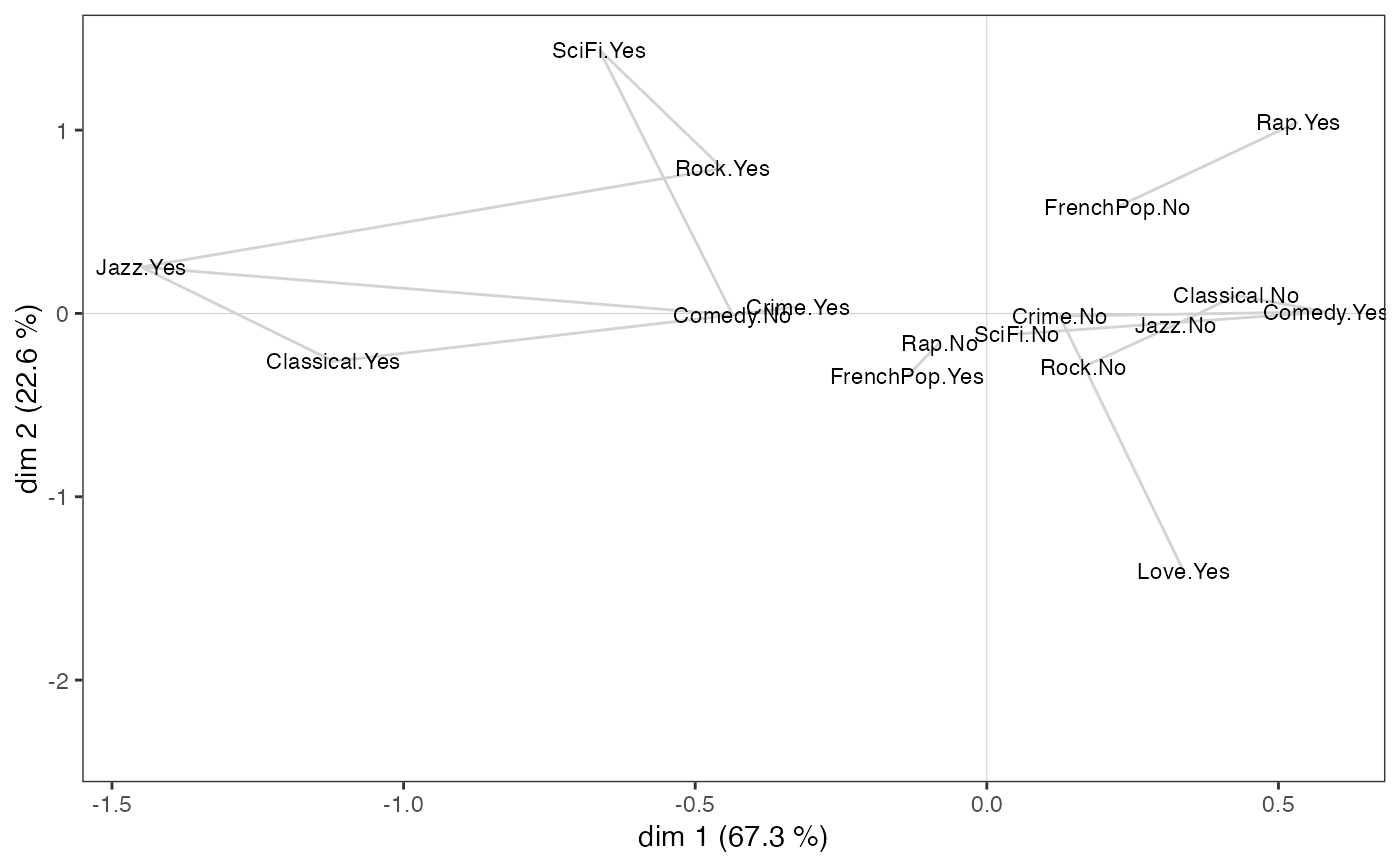 SciFi.Yes
1
Rap.Yes
Rock.Yes
FrenchPop.No
Jazz.Yes
Classical.No
Crime.Yes
0
Comedy.No
Crime.No
Comedy.Yes
Jazz.No
SciFi.No
Rap.No
Classical.Yes
Rock.No
FrenchPop.Yes
dim 2 (22.6 %)
-1
Love.Yes
-2
-1.5 -1.0 -0.5 0.0 0.5
dim 1 (67.3 %)